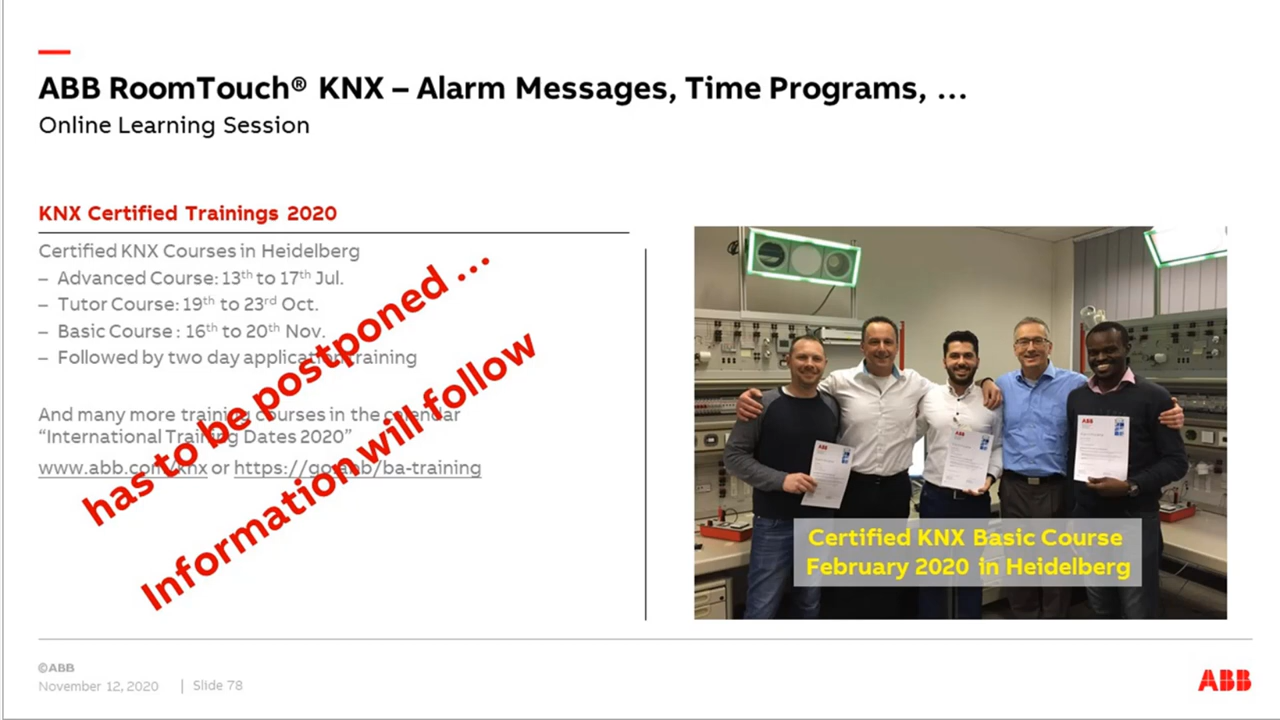 ABB RoomTouch® KNX – Alarm Messages, Time Programs, …
Online Learning Session
KNX Certified Trainings 2020
Certified KNX Courses in Heidelberg
– Advanced Course: 13th to 17th Jul.
– Tutor Course: 19th to 23rd Oct.
– Basic Course : 16th to 20th Nov.
– Followed by two day application training
And many more training courses in the calendar
“International Training Dates 2020”
www.abb.com/knx or https://go.abb/ba-training
has to be postponed …
Information will follow
Certified KNX Basic Course
February 2020 in Heidelberg
©ABB
November 12, 2020 | Slide 78
ABB